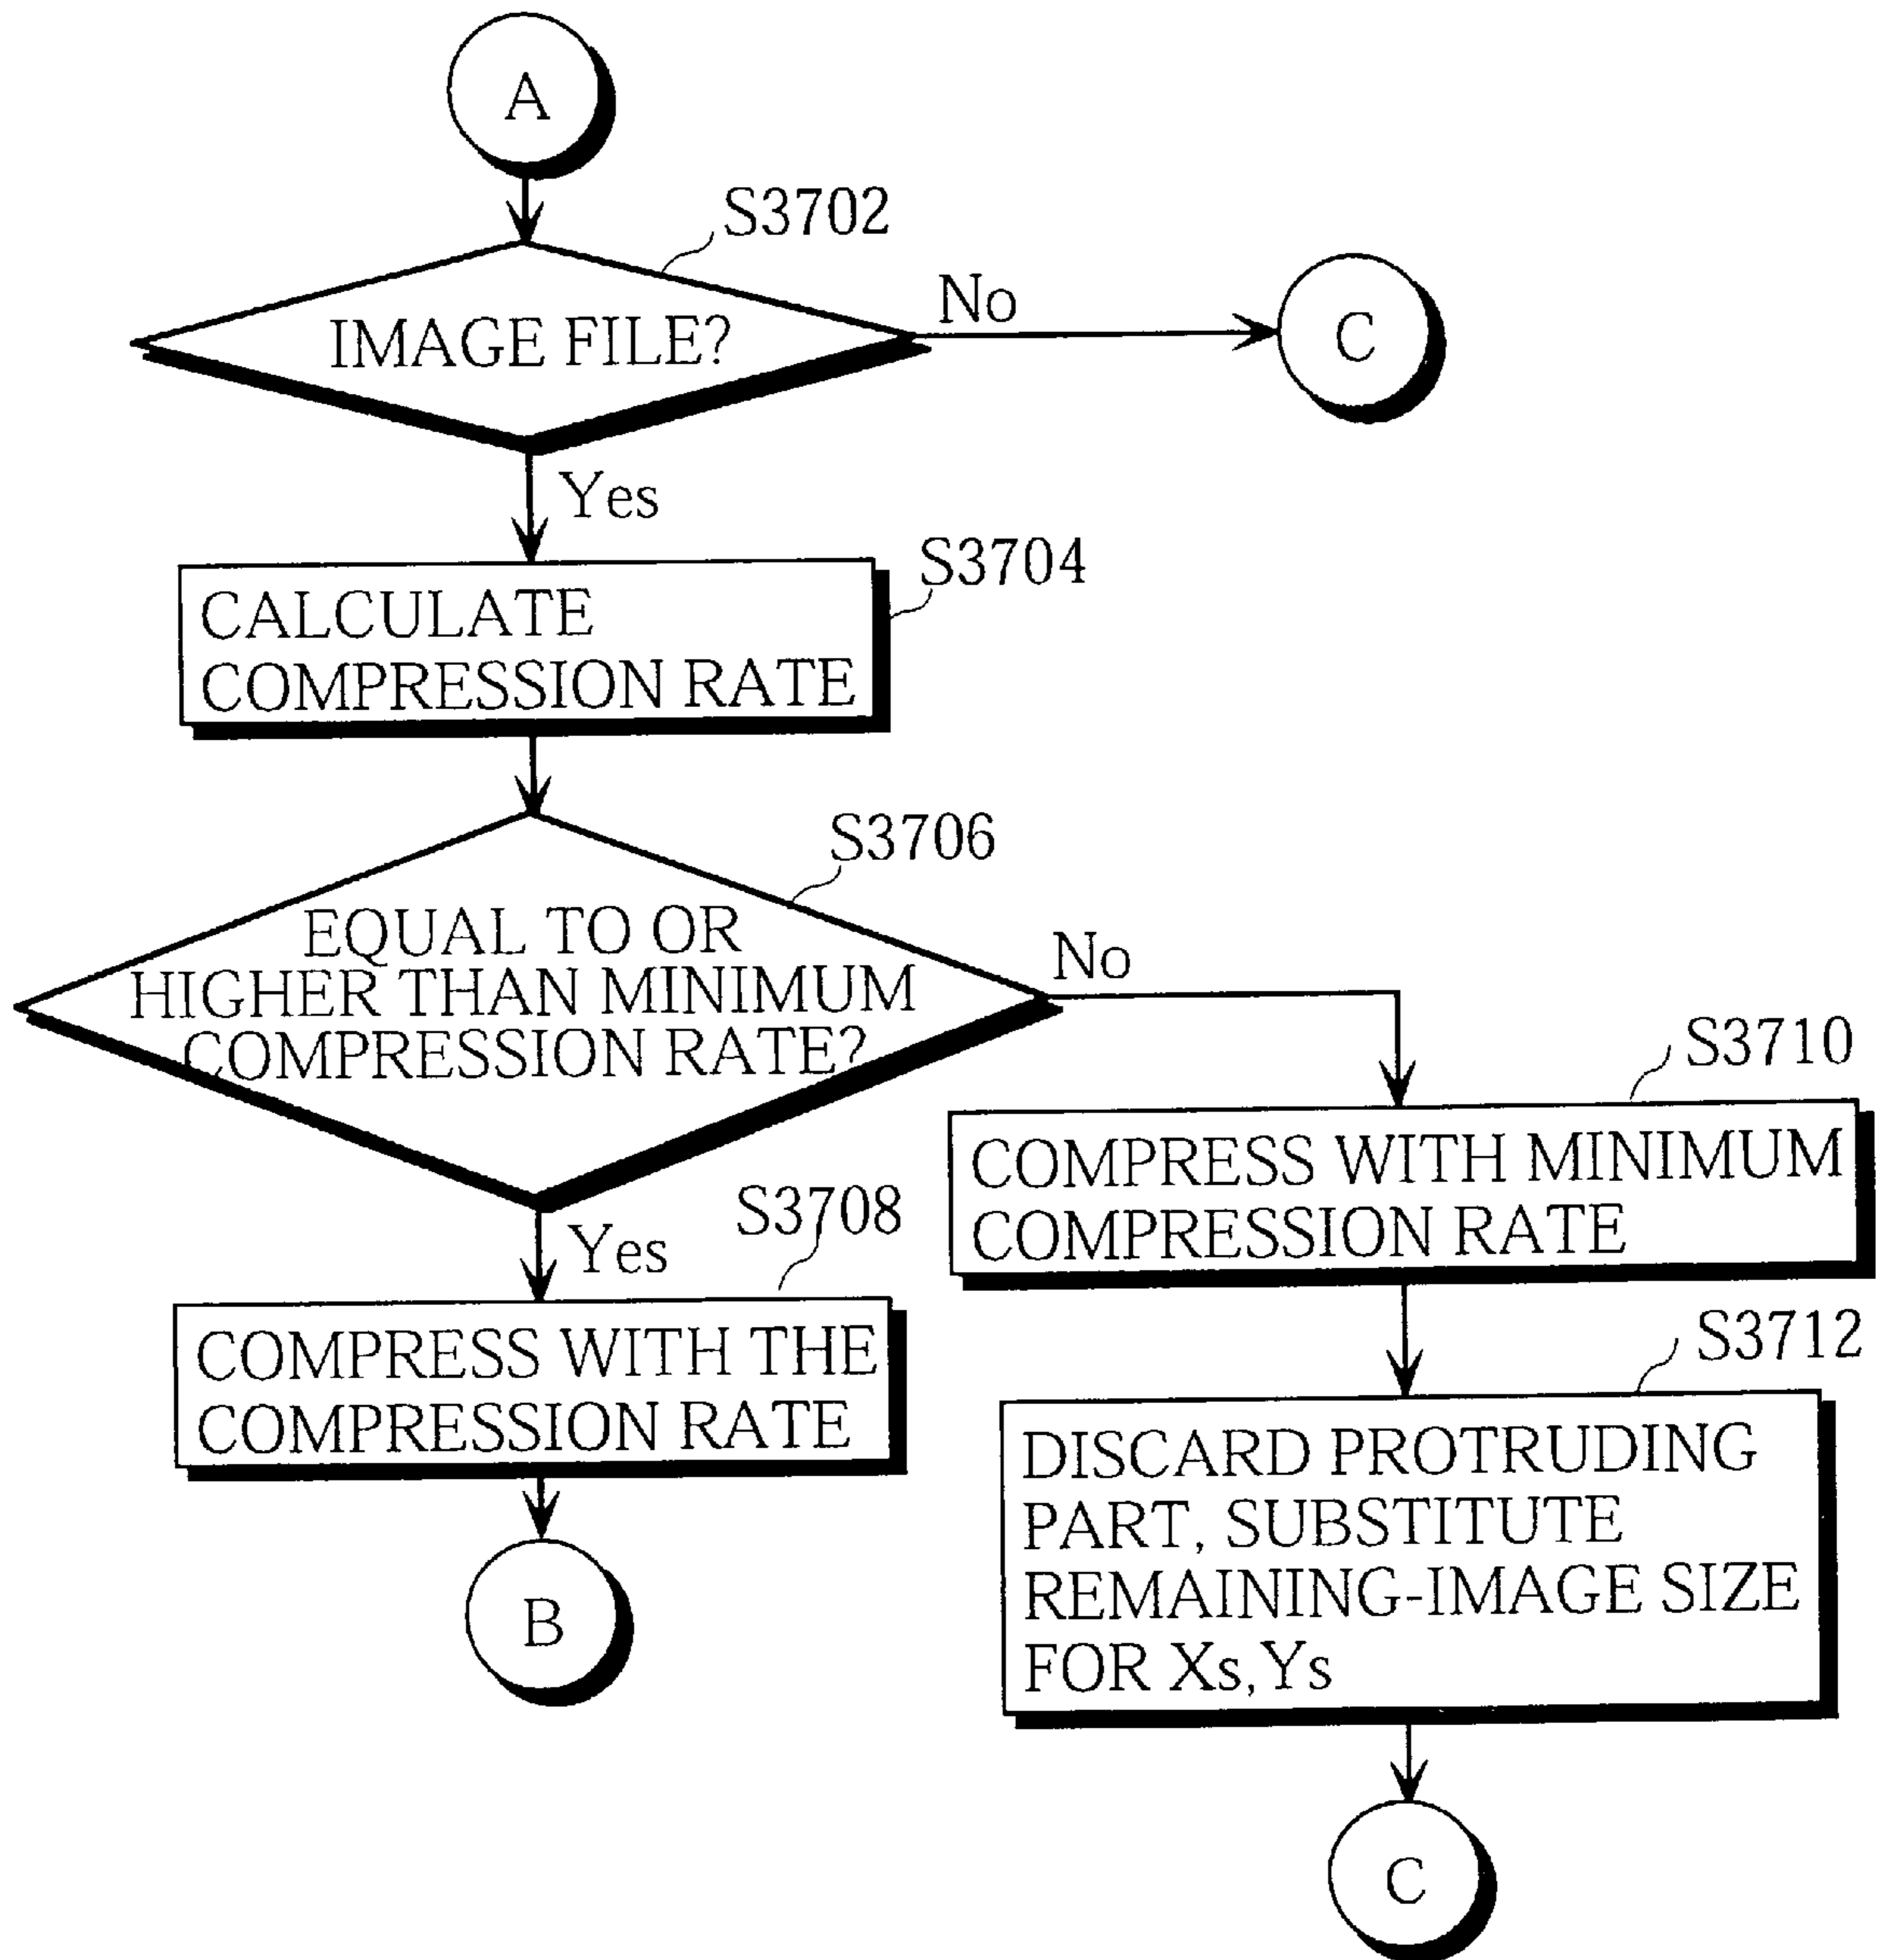 A
S3702
IMAGE FILE?
No
C
Yes
S3704
CALCULATE
COMPRESSION RATE
S3706
EQUAL TO OR
HIGHER THAN MINIMUM
COMPRESSION RATE?
No
S3710
COMPRESS WITH MINIMUM
COMPRESSION RATE
Yes
S3708
COMPRESS WITH THE
COMPRESSION RATE
B
S3712
DISCARD PROTRUDING
PART, SUBSTITUTE
REMAINING-IMAGE SIZE
FOR Xs,Ys
C